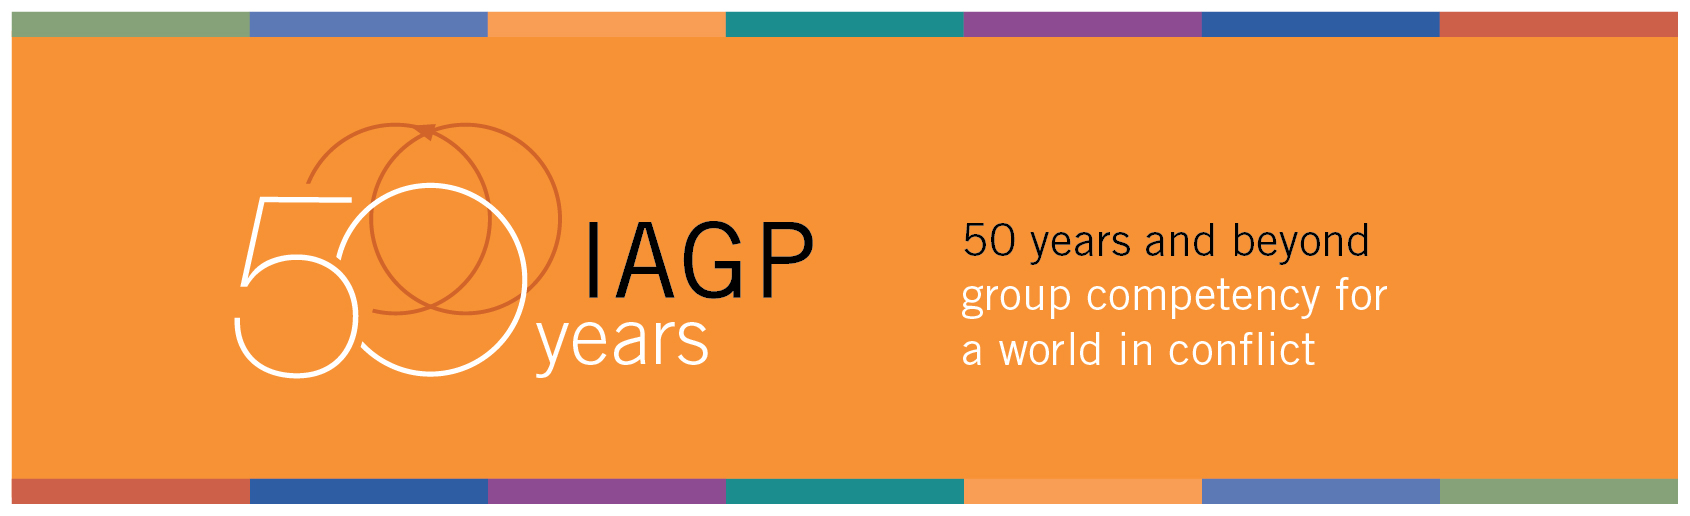 50 IAGP
years
50 years and beyond
group competency for
a world in conflict